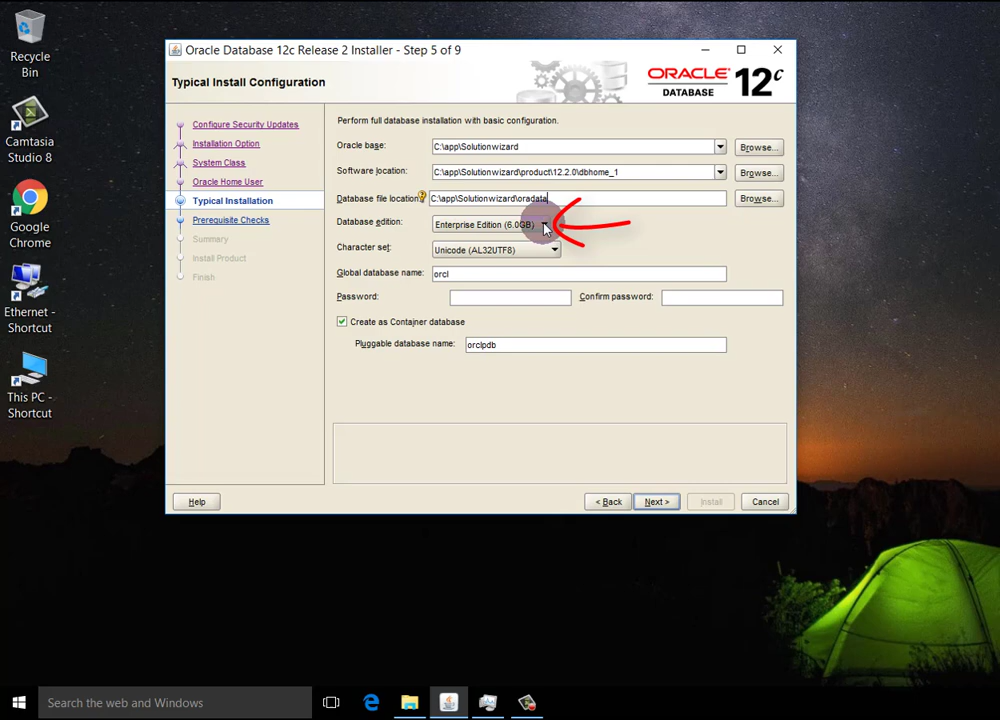 Recycle
Bin
Camtasia
Studio 8
Google
Chrome
Ethernet -
Shortcut
This PC -
Shortcut
Oracle Database 12c Release 2 Installer - Step 5 of 9
Typical Install Configuration
ORACLE
DATABASE
12c
Configure Security Updates
Installation Option
System Class
Oracle Home User
Typical Installation
Prerequisite Checks
Summary
Install Product
Finish
Perform full database installation with basic configuration.
Oracle base: C:\app\Solutionwizard Browse...
Software location: C:\app\Solutionwizard\product\12.2.0\dbhome_1 Browse...
Database file location: C:\app\Solutionwizard\oradata Browse...
Database edition: Enterprise Edition (6.0GB)
Character set: Unicode (AL32UTF8)
Global database name: orcl
Password: Confirm password:
Create as Container database
Pluggable database name: orclpdb
Help < Back Next > Install Cancel
Search the web and Windows